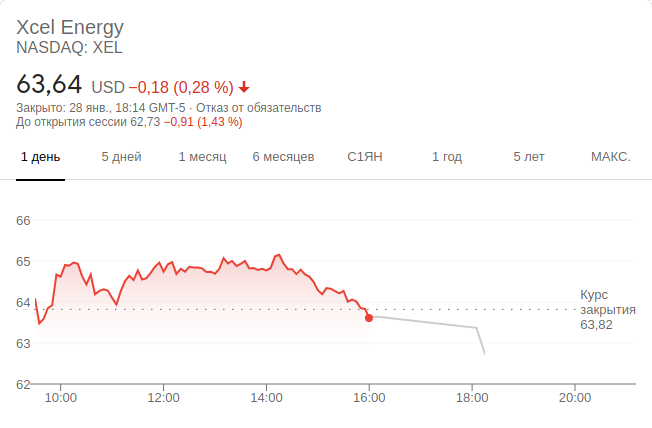 Xcel Energy
NASDAQ: XEL
63,64 USD −0,18 (0,28 %)
Закрыто: 28 янв., 18:14 GMT-5 · Отказ от обязательств
До открытия сессии 62,73 −0,91 (1,43 %)
1 день 5 дней 1 месяц 6 месяцев С1ЯН 1 год 5 лет МАКС.
66
65
64
63
62
Курс
закрытия
63,82
10:00 12:00 14:00 16:00 18:00 20:00